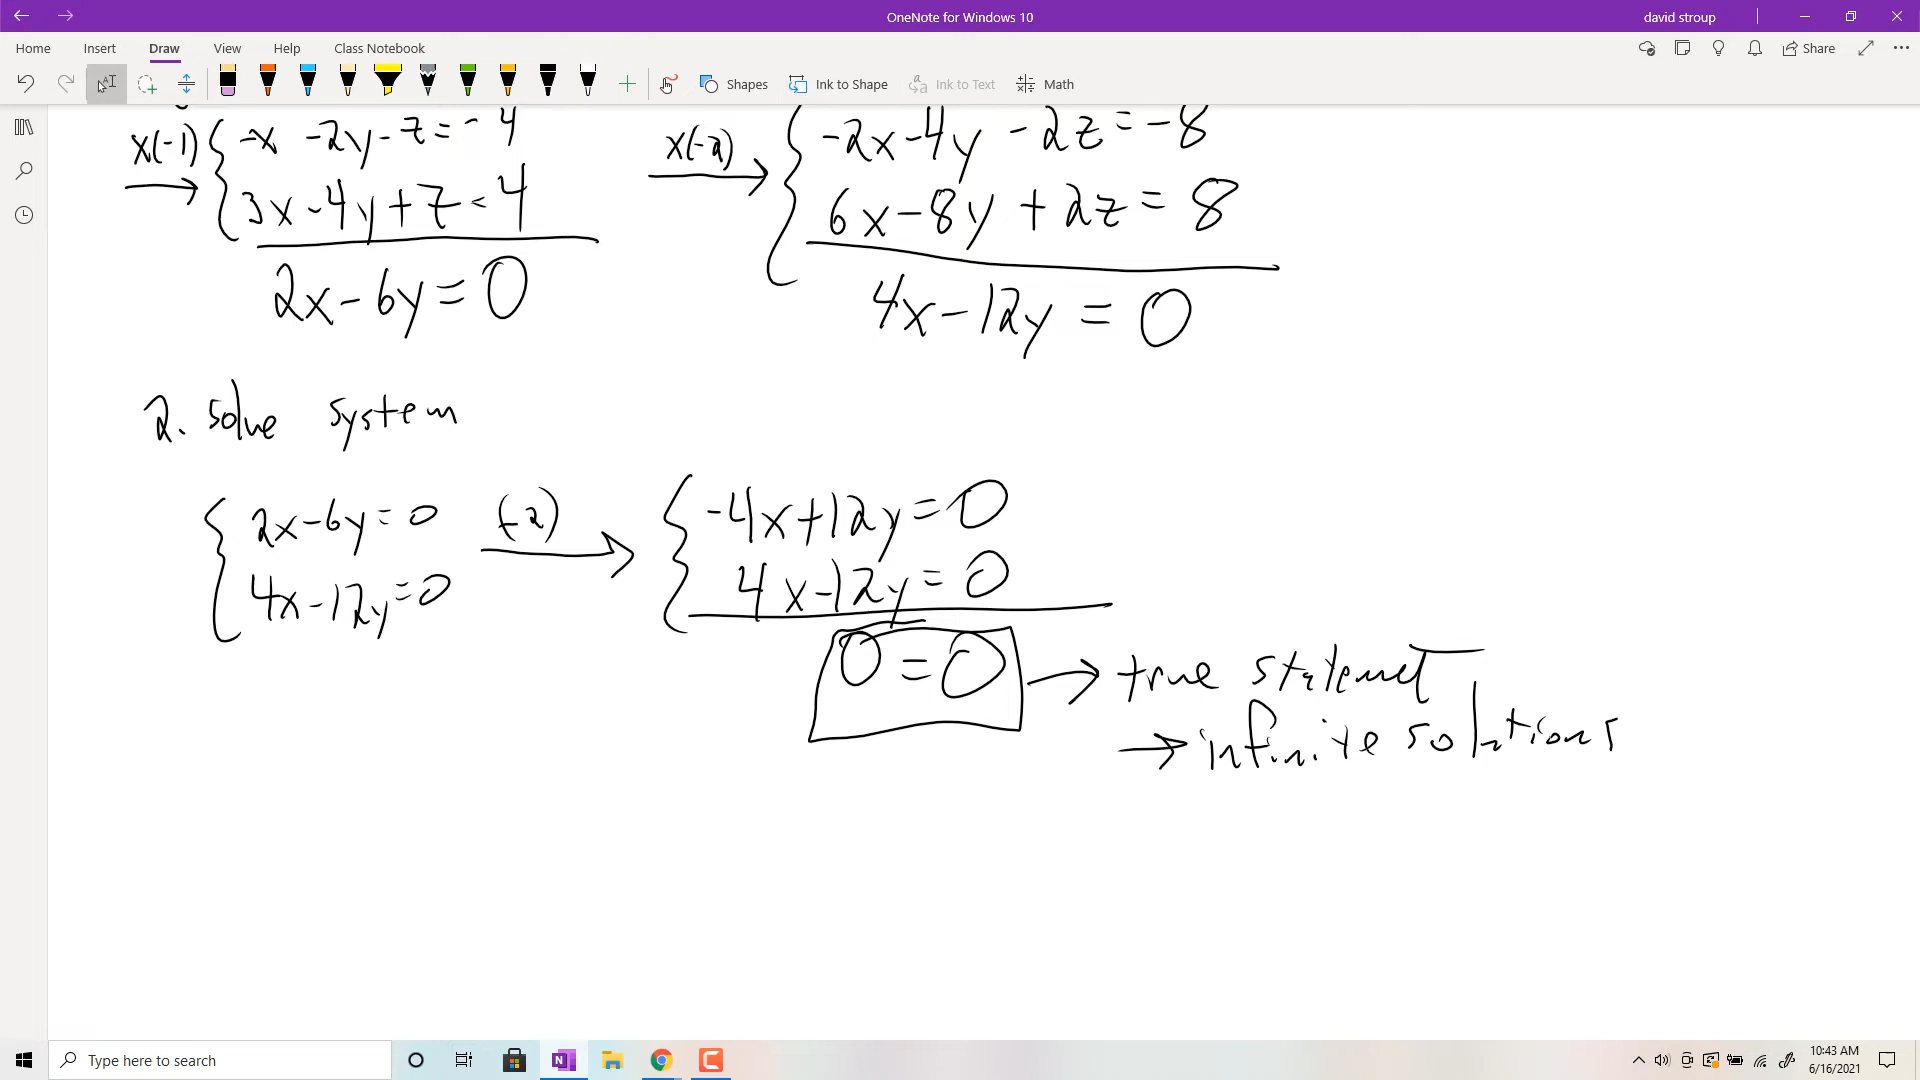 OneNote for Windows 10
david stroup
Home Insert Draw View Help Class Notebook
Share
Shapes Ink to Shape Ink to Text Math
x(-1) -x -2y-z=-4
3x-4y+z=4
2x-6y=0
x(-2) -2x-4y-2z=-8
6x-8y+2z=8
4x-12y=0
2. solve system
2x-6y=0 (-2)
4x-12y=0
-4x+12y=0
4x-12y=0
0=0 → true statement
→ infinite solutions
Type here to search
10:43 AM
6/16/2021